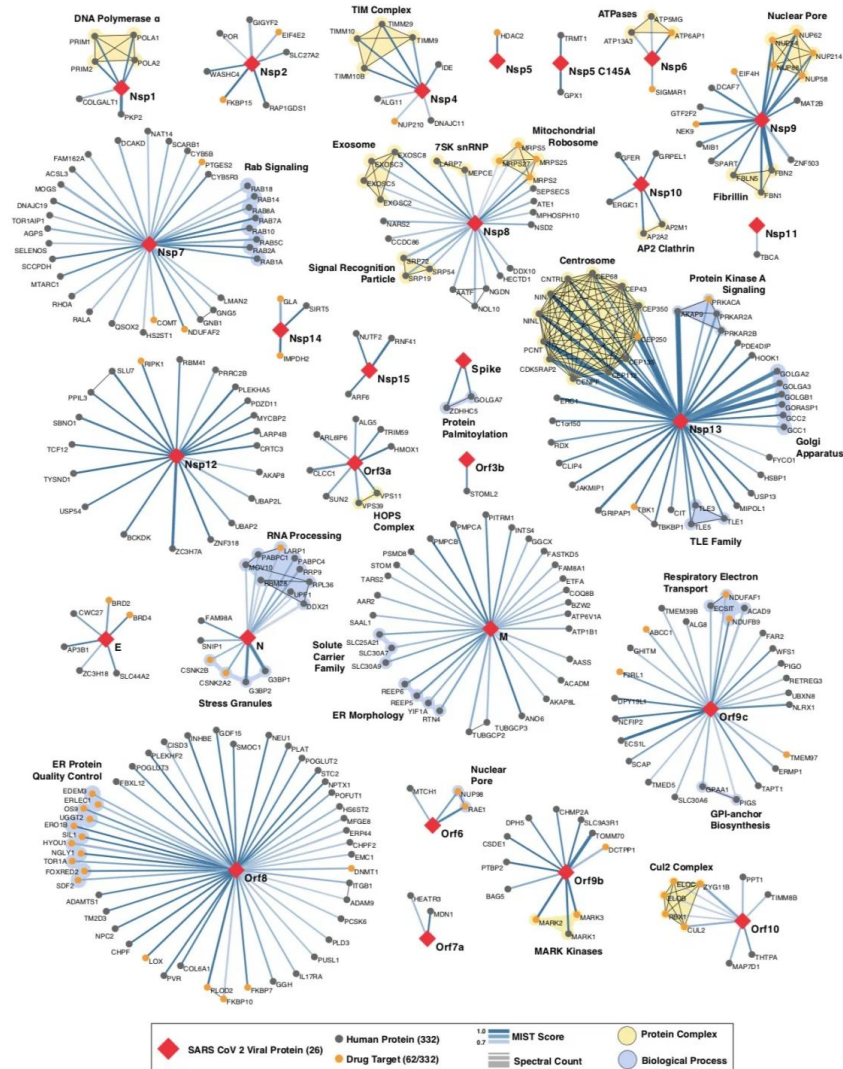 DNA Polymerase α
PRIM1
POLA1
PRIM2
POLA2
Nsp1
COLGALT1
PKP2
GIGYF2
POR
EIF4E2
SLC27A2
WASHC4
Nsp2
FKBP15
RAP1GDS1
TIM Complex
TIMM29
TIMM10
TIMM9
TIMM10B
IDE
Nsp4
ALG11
NUP210
DNAJC11
HDAC2
Nsp5
TRMT1
Nsp5 C145A
GPX1
ATPases
ATP6MG
ATP13A3
ATP6AP1
Nsp6
SIGMAR1
Nuclear Pore
NUP62
NUP54
NUP214
NUP88
NUP58
EIF4H
DCAF7
MAT2B
GTF2F2
Nsp9
NEK9
MIB1
ZNF503
SPART
FBN2
FBLN5
FBN1
Fibrillin
NAT14
DCAKD
SCARB1
FAM162A
CYB5B
ACSL3
PTGES2
MOGS
CYB5R3
Rab Signaling
DNAJC19
RAB18
TOR1AIP1
RAB14
AGPS
RAB8A
SELENOS
RAB7A
SCCPDH
RAB10
Nsp7
RAB5C
MTARC1
RAB2A
RHOA
RAB1A
RALA
LMAN2
QSOX2
GNG5
HS2ST1
COMT
GNB1
NDUFAF2
Exosome
EXOSC8
EXOSC3
EXOSC5
EXOSC2
7SK snRNP
LARP7
MEPCE
Mitochondrial
Robosome
MRPS5
MRPS27
MRPS25
MRPS2
SEPSECS
ATE1
MPHOSPH10
NSD2
NARS2
Nsp8
CCDC86
Signal Recognition
Particle
SRP72
SRP54
SRP19
DDX10
HECTD1
AATF
NGDN
NOL10
GFER
GRPEL1
Nsp10
ERGIC1
AP2M1
AP2A2
AP2 Clathrin
Nsp11
TBCA
GLA
SIRT5
Nsp14
IMPDH2
NUTF2
RNF41
Nsp15
ARF6
Spike
GOLGA7
ZDHHC5
Protein
Palmitoylation
Centrosome
CEP68
CNTRL
CEP43
NIN
CEP350
NINL
CEP250
PCNT
CEP135
CDK5RAP2
CEP112
CENPF
Protein Kinase A
Signaling
PRKACA
AKAP9
PRKAR2A
PRKAR2B
PDE4DIP
HOOK1
GOLGA2
GOLGA3
GOLGB1
GORASP1
GCC2
GCC1
Golgi
Apparatus
ERC1
Nsp13
C1orf50
RDX
FYCO1
CLIP4
HSBP1
JAKMIP1
USP13
GRIPAP1
TBK1
CIT
MIPOL1
TBKBP1
TLE3
TLE1
TLE5
TLE Family
RIPK1
RBM41
SLU7
PRRC2B
PPIL3
PLEKHA5
PDZD11
SBNO1
MYCBP2
TCF12
LARP4B
Nsp12
CRTC3
TYSND1
AKAP8
USP54
UBAP2L
BCKDK
UBAP2
ZNF318
ZC3H7A
ALG5
ARL6IP6
TRIM59
HMOX1
Orf3a
CLCC1
VPS11
SUN2
VPS39
HOPS
Complex
Orf3b
STOML2
RNA Processing
LARP1
PABPC1
PABPC4
MOV10
RRP9
RBM28
RPL36
UPF1
DDX21
FAM98A
SNIP1
N
CSNK2B
G3BP1
CSNK2A2
G3BP2
Stress Granules
BRD2
CWC27
BRD4
E
AP3B1
ZC3H18
SLC44A2
PITRM1
PMPCA
INTS4
PMPCB
GGCX
PSMD8
FASTKD5
STOM
FAM8A1
TARS2
ETFA
COQ8B
AAR2
BZW2
ATP6V1A
SAAL1
ATP1B1
M
Solute
Carrier
Family
SLC25A21
SLC30A7
SLC30A9
AASS
REEP6
ACADM
REEP5
AKAP8L
YIF1A
RTN4
ANO6
TUBGCP3
TUBGCP2
ER Morphology
Respiratory Electron
Transport
NDUFAF1
TMEM39B
ECSIT
ACAD9
ALG8
NDUFB9
ABCC1
FAR2
GHITM
WFS1
PIGO
F2RL1
RETREG3
UBXN8
DPY19L1
NLRX1
Orf9c
NCFIP2
ECS1L
TMEM97
SCAP
ERMP1
TMED5
TAPT1
SLC30A6
GPAA1
PIGS
GPI-anchor
Biosynthesis
ER Protein
Quality Control
INHBE
GDF15
NEU1
CISD3
SMOC1
PLAT
PLEKHF2
POGLUT2
POGLUT3
STC2
FBXL12
NPTX1
EDEM3
POFUT1
ERLEC1
HS6ST2
OS9
MFGE8
UGGT2
ERP44
ERO1B
CHPF2
SIL1
EMC1
HYOU1
NGLY1
DNMT1
TOR1A
Orf8
ITGB1
FOXRED2
ADAM9
SDF2
ADAMTS1
PCSK6
TM2D3
PLD3
NPC2
PUSL1
CHPF
LOX
COL6A1
IL17RA
PVR
GGH
PLOD2
FKBP7
FKBP10
Nuclear
Pore
MTCH1
NUP98
RAE1
Orf6
HEATR3
MDN1
Orf7a
CHMP2A
DPH5
SLC9A3R1
CSDE1
TOMM70
DCTPP1
PTBP2
Orf9b
BAG5
MARK3
MARK2
MARK1
MARK Kinases
Cul2 Complex
ELOC
ZYG11B
PPT1
ELOB
TIMM8B
RBX1
CUL2
Orf10
THTPA
MAP7D1
SARS CoV 2 Viral Protein (26)
Human Protein (332)
Drug Target (62/332)
1.0
0.7
MIST Score
Spectral Count
Protein Complex
Biological Process